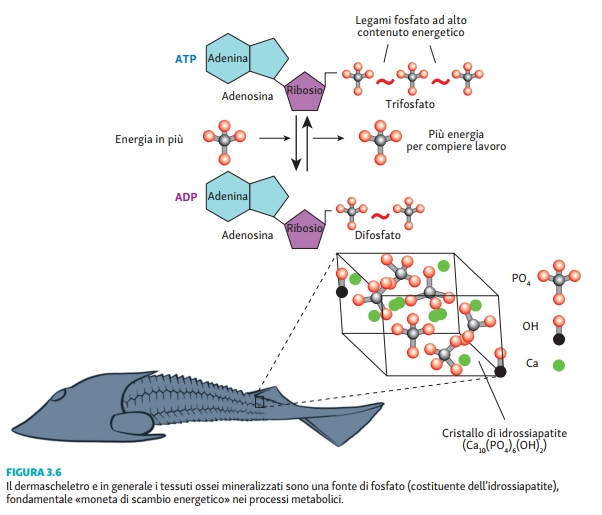 Legami fosfato ad alto
contenuto energetico
ATP
Adenina
Ribosio
Adenosina
Trifosfato
Energia in più
Più energia
per compiere lavoro
ADP
Adenina
Ribosio
Adenosina
Difosfato
PO4
OH
Ca
Cristallo di idrossiapatite
(Ca10(PO4)6(OH)2)
FIGURA 3.6
Il dermascheletro e in generale i tessuti ossei mineralizzati sono una fonte di fosfato (costituente dell'idrossiapatite),
fondamentale «moneta di scambio energetico» nei processi metabolici.